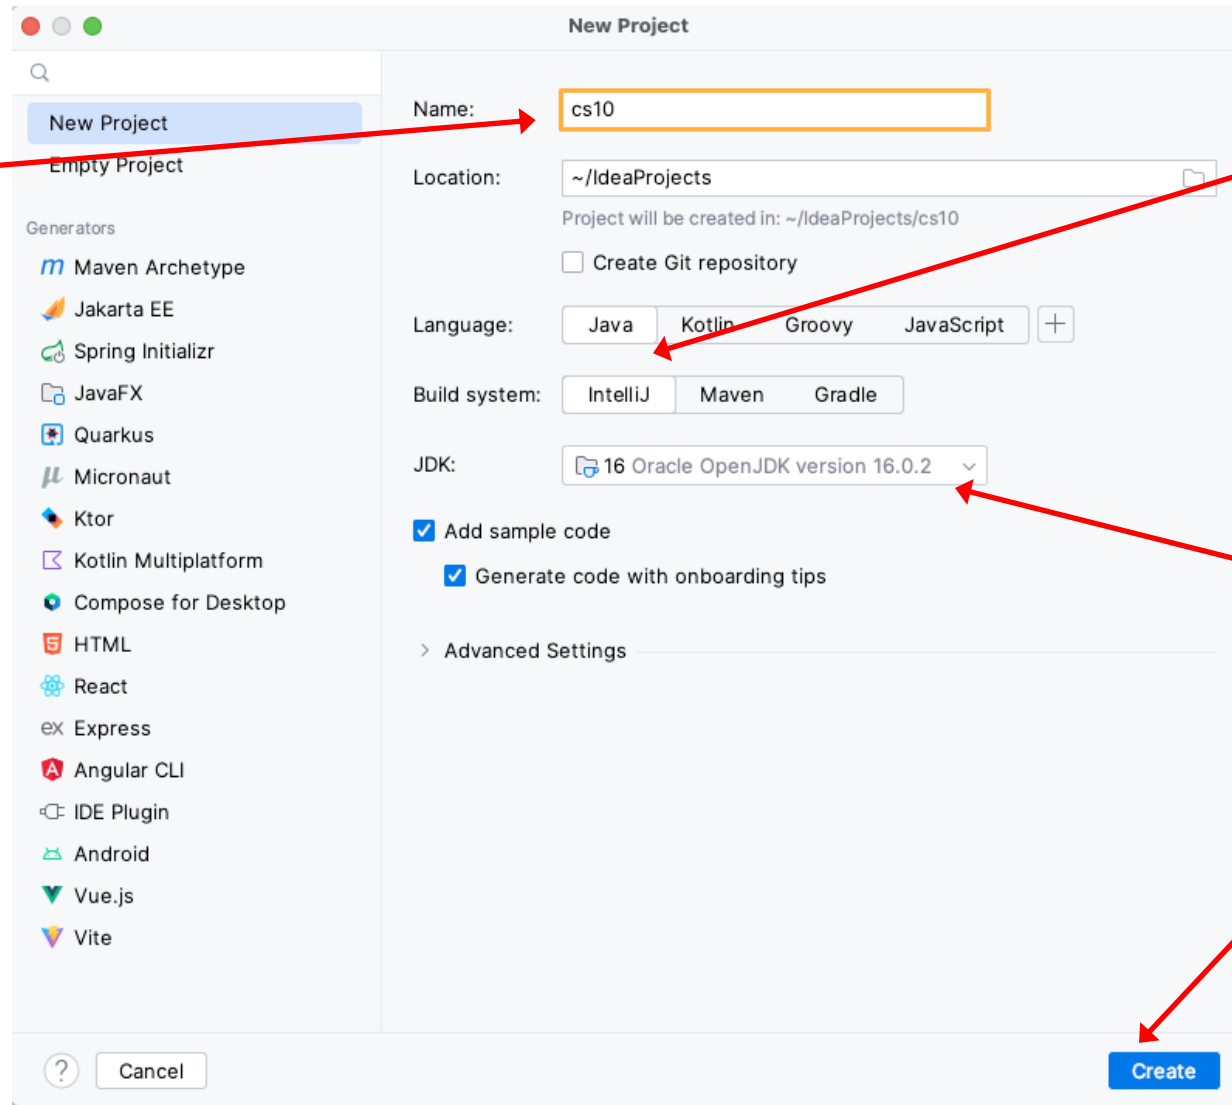 New Project
New Project
Empty Project
Generators
Maven Archetype
Jakarta EE
Spring Initializr
JavaFX
Quarkus
Micronaut
Ktor
Kotlin Multiplatform
Compose for Desktop
HTML
React
ex Express
Angular CLI
IDE Plugin
Android
Vue.js
Vite
Name: cs10
Location: ~/IdeaProjects
Project will be created in: ~/IdeaProjects/cs10
Create Git repository
Language: Java Kotlin Groovy JavaScript +
Build system: IntelliJ Maven Gradle
JDK: 16 Oracle OpenJDK version 16.0.2
Add sample code
Generate code with onboarding tips
Advanced Settings
? Cancel Create